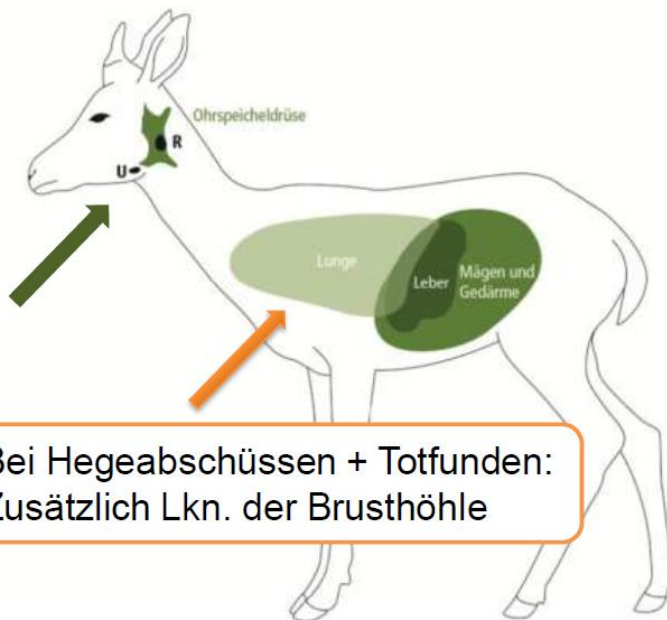 Ohrspeicheldrüse
R
U
Lunge
Leber
Mägen und
Gedärme
Bei Hegeabschüssen + Totfunden:
Zusätzlich Lkn. der Brusthöhle